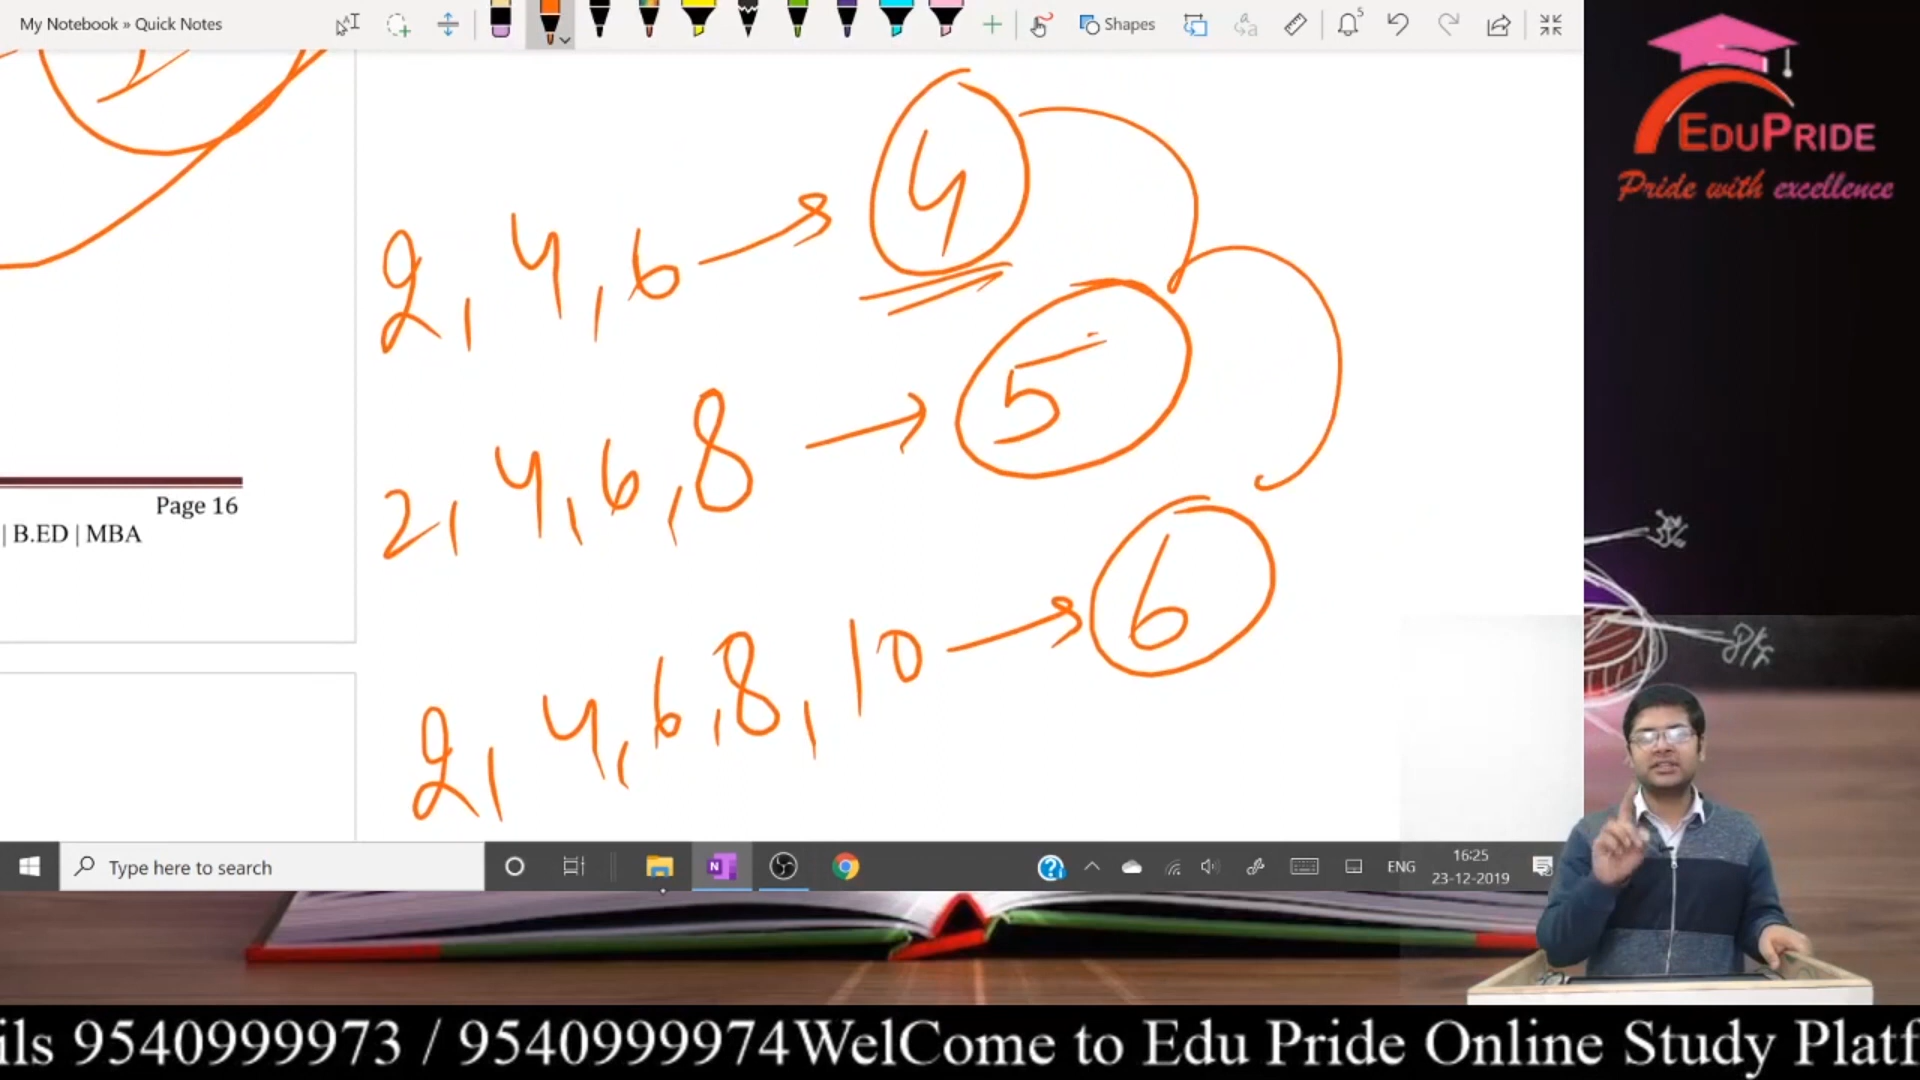 My Notebook » Quick Notes
Shapes
5
EDUPRIDE
Pride with excellence
2, 4, 6 → 4
2, 4, 6, 8 → 5
2, 4, 6, 8, 10 → 6
Page 16
| B.ED | MBA
Type here to search
ENG
16:25
23-12-2019
ils 9540999973 / 9540999974WelCome to Edu Pride Online Study Platf